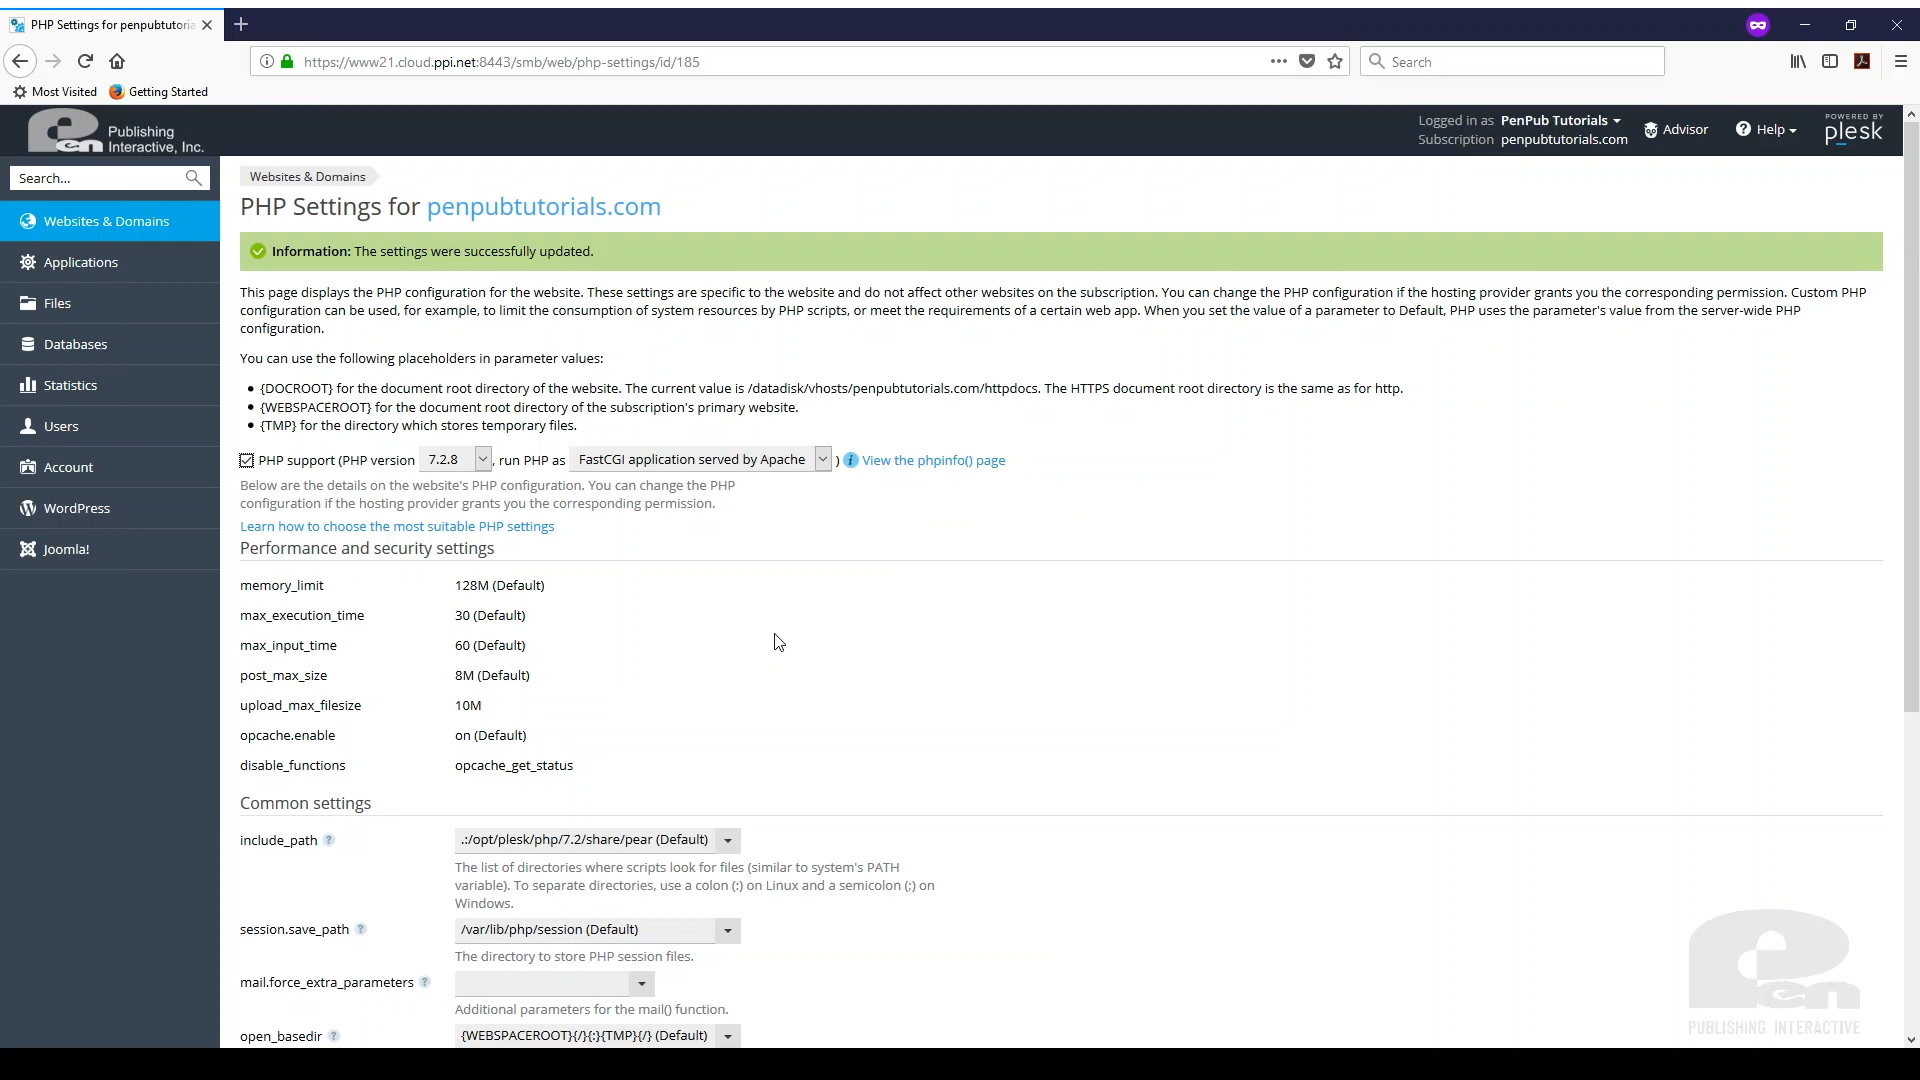 PHP Settings for penpubtutoria
https://www21.cloud.ppi.net:8443/smb/web/php-settings/id/185
Search
Most Visited
Getting Started
Publishing
Interactive, Inc.
Logged in as PenPub Tutorials
Subscription penpubtutorials.com
Advisor
Help
POWERED BY
plesk
Search...
Websites & Domains
Applications
Files
Databases
Statistics
Users
Account
WordPress
Joomla!
Websites & Domains
PHP Settings for penpubtutorials.com
Information: The settings were successfully updated.
This page displays the PHP configuration for the website. These settings are specific to the website and do not affect other websites on the subscription. You can change the PHP configuration if the hosting provider grants you the corresponding permission. Custom PHP
configuration can be used, for example, to limit the consumption of system resources by PHP scripts, or meet the requirements of a certain web app. When you set the value of a parameter to Default, PHP uses the parameter's value from the server-wide PHP
configuration.
You can use the following placeholders in parameter values:
• {DOCROOT} for the document root directory of the website. The current value is /datadisk/vhosts/penpubtutorials.com/httpdocs. The HTTPS document root directory is the same as for http.
• {WEBSPACEROOT} for the document root directory of the subscription's primary website.
• {TMP} for the directory which stores temporary files.
PHP support (PHP version 7.2.8 , run PHP as FastCGI application served by Apache ) View the phpinfo() page
Below are the details on the website's PHP configuration. You can change the PHP
configuration if the hosting provider grants you the corresponding permission.
Learn how to choose the most suitable PHP settings
Performance and security settings
memory_limit 128M (Default)
max_execution_time 30 (Default)
max_input_time 60 (Default)
post_max_size 8M (Default)
upload_max_filesize 10M
opcache.enable on (Default)
disable_functions opcache_get_status
Common settings
include_path ? .:/opt/plesk/php/7.2/share/pear (Default)
The list of directories where scripts look for files (similar to system's PATH
variable). To separate directories, use a colon (:) on Linux and a semicolon (;) on
Windows.
session.save_path ? /var/lib/php/session (Default)
The directory to store PHP session files.
mail.force_extra_parameters ?
Additional parameters for the mail() function.
open_basedir ? {WEBSPACEROOT}{/}{:}{TMP}{/} (Default)
en
PUBLISHING INTERACTIVE